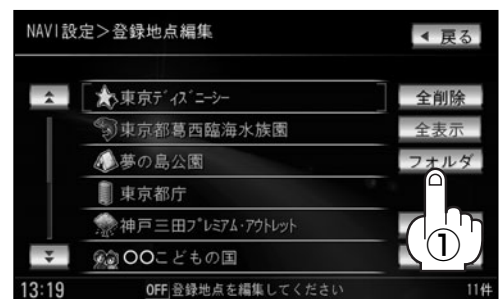 NAVI設定>登録地点編集
◀ 戻る
東京ディズニーシー
全削除
東京都葛西臨海水族園
全表示
夢の島公園
フォルダ
東京都庁
神戸三田プレミアム・アウトレット
①
○○こどもの国
13:19
OFF 登録地点を編集してください
11件